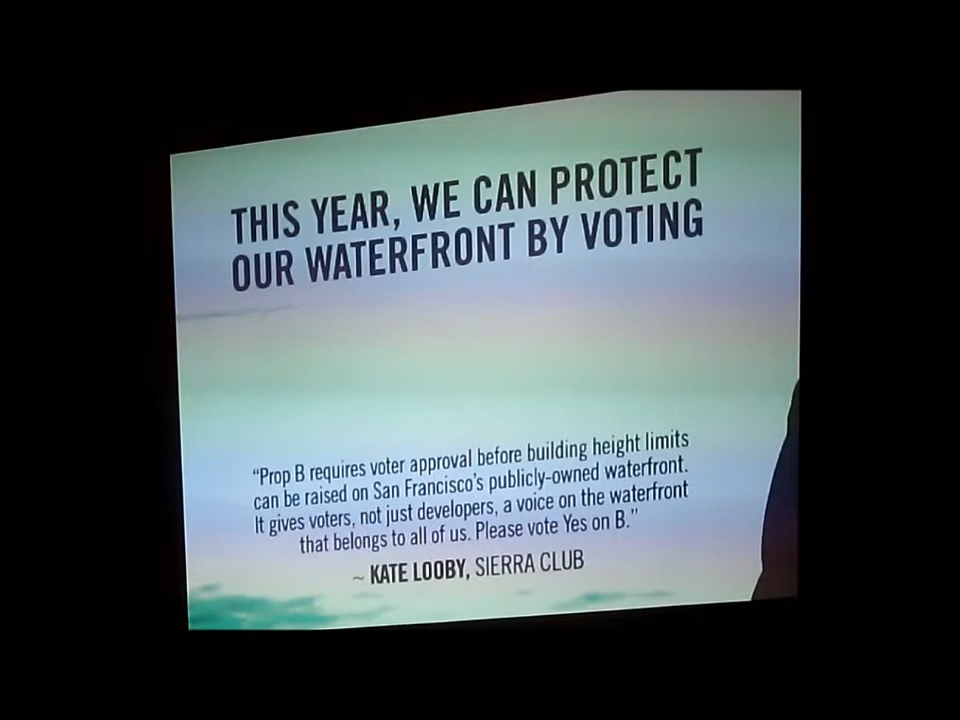 THIS YEAR, WE CAN PROTECT
OUR WATERFRONT BY VOTING
“Prop B requires voter approval before building height limits
can be raised on San Francisco’s publicly-owned waterfront.
It gives voters, not just developers, a voice on the waterfront
that belongs to all of us. Please vote Yes on B.”
~ KATE LOOBY, SIERRA CLUB